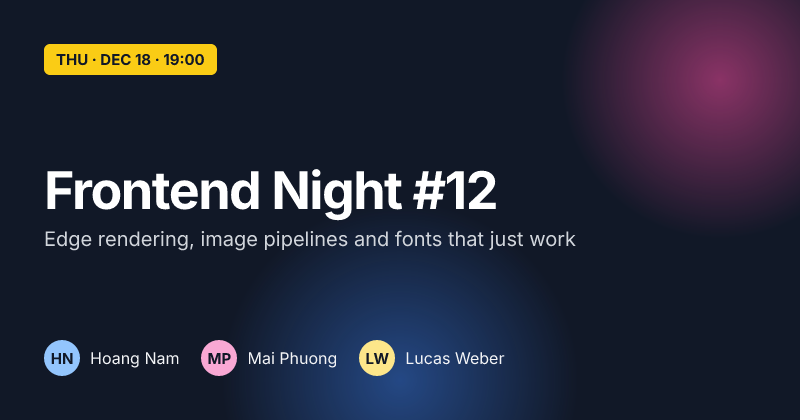 THU · DEC 18 · 19:00
Frontend Night #12
Edge rendering, image pipelines and fonts that just work
HN Hoang Nam MP Mai Phuong LW Lucas Weber